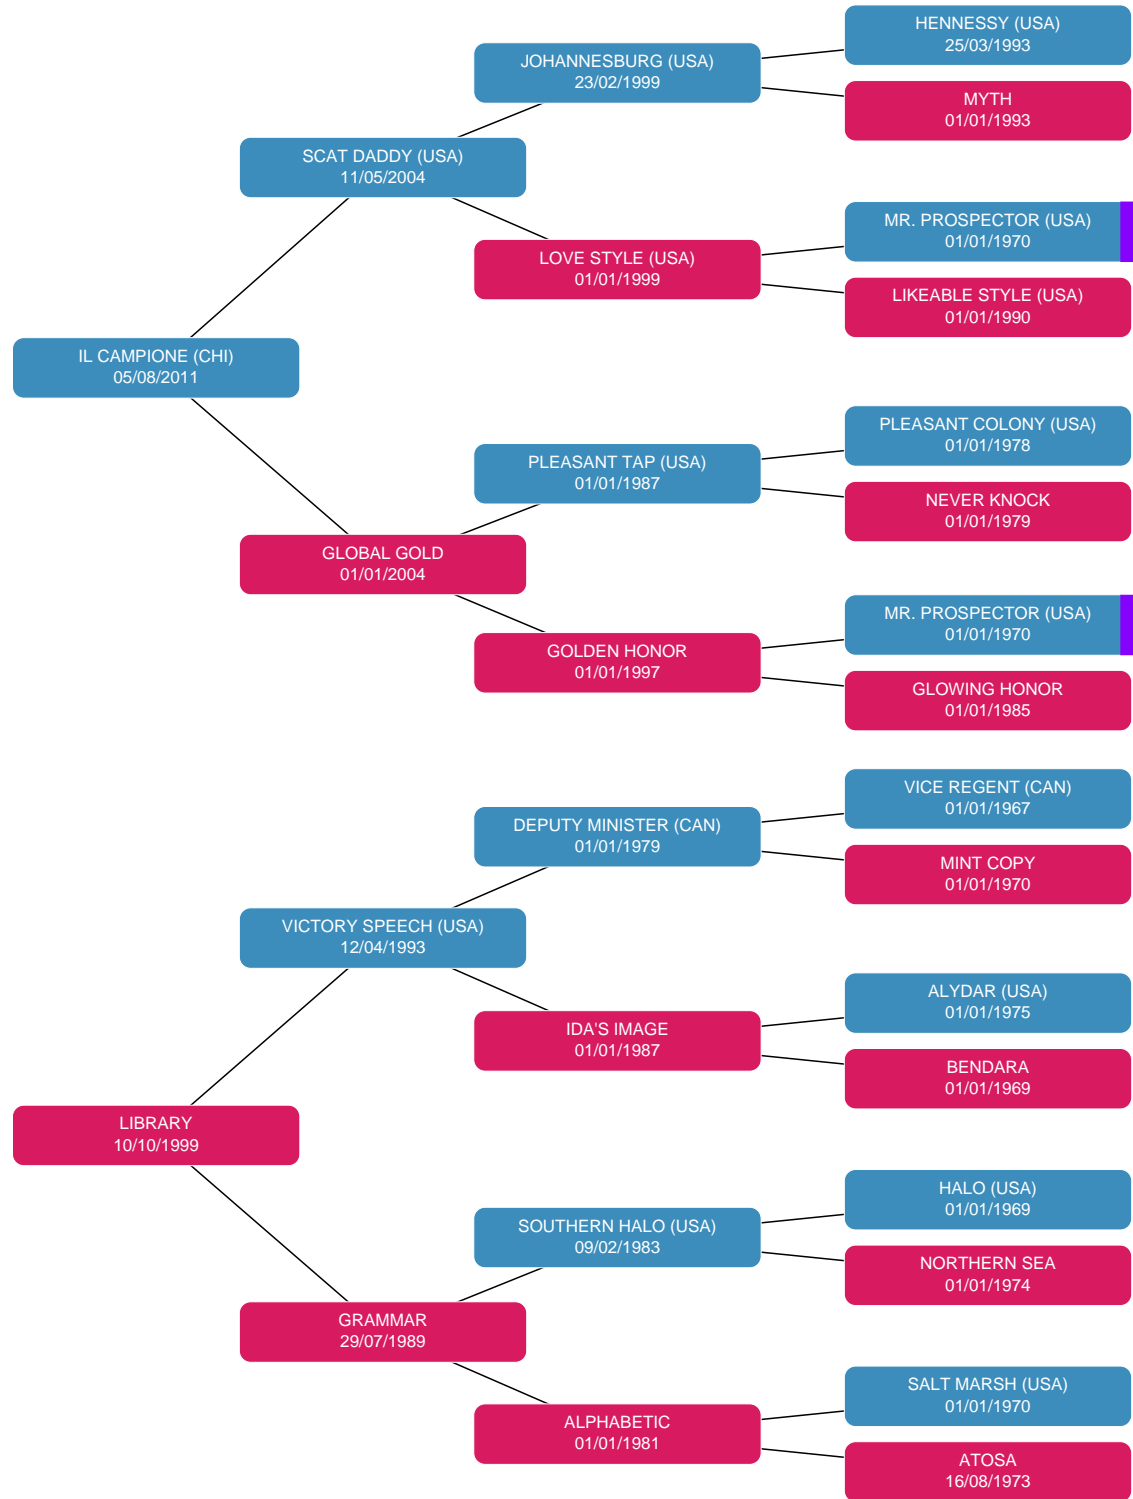 HENNESSY (USA)
25/03/1993
JOHANNESBURG (USA)
23/02/1999
MYTH
01/01/1993
SCAT DADDY (USA)
11/05/2004
MR. PROSPECTOR (USA)
01/01/1970
LOVE STYLE (USA)
01/01/1999
LIKEABLE STYLE (USA)
01/01/1990
IL CAMPIONE (CHI)
05/08/2011
PLEASANT COLONY (USA)
01/01/1978
PLEASANT TAP (USA)
01/01/1987
NEVER KNOCK
01/01/1979
GLOBAL GOLD
01/01/2004
MR. PROSPECTOR (USA)
01/01/1970
GOLDEN HONOR
01/01/1997
GLOWING HONOR
01/01/1985
VICE REGENT (CAN)
01/01/1967
DEPUTY MINISTER (CAN)
01/01/1979
MINT COPY
01/01/1970
VICTORY SPEECH (USA)
12/04/1993
ALYDAR (USA)
01/01/1975
IDA'S IMAGE
01/01/1987
BENDARA
01/01/1969
LIBRARY
10/10/1999
HALO (USA)
01/01/1969
SOUTHERN HALO (USA)
09/02/1983
NORTHERN SEA
01/01/1974
GRAMMAR
29/07/1989
SALT MARSH (USA)
01/01/1970
ALPHABETIC
01/01/1981
ATOSA
16/08/1973